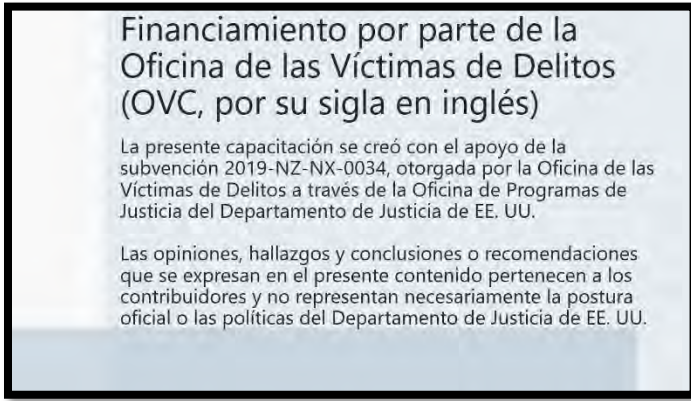 Financiamiento por parte de la
Oficina de las Víctimas de Delitos
(OVC, por su sigla en inglés)
La presente capacitación se creó con el apoyo de la
subvención 2019-NZ-NX-0034, otorgada por la Oficina de las
Víctimas de Delitos a través de la Oficina de Programas de
Justicia del Departamento de Justicia de EE. UU.
Las opiniones, hallazgos y conclusiones o recomendaciones
que se expresan en el presente contenido pertenecen a los
contribuidores y no representan necesariamente la postura
oficial o las políticas del Departamento de Justicia de EE. UU.